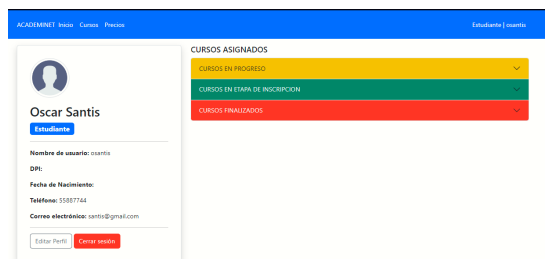 ACADEMINET Inicio Cursos Precios
Estudiante | osantis
Oscar Santis
Estudiante
Nombre de usuario: osantis
DPI:
Fecha de Nacimiento:
Teléfono: 55887744
Correo electrónico: santis@gmail.com
Editar Perfil Cerrar sesión
CURSOS ASIGNADOS
CURSOS EN PROGRESO
CURSOS EN ETAPA DE INSCRIPCION
CURSOS FINALIZADOS